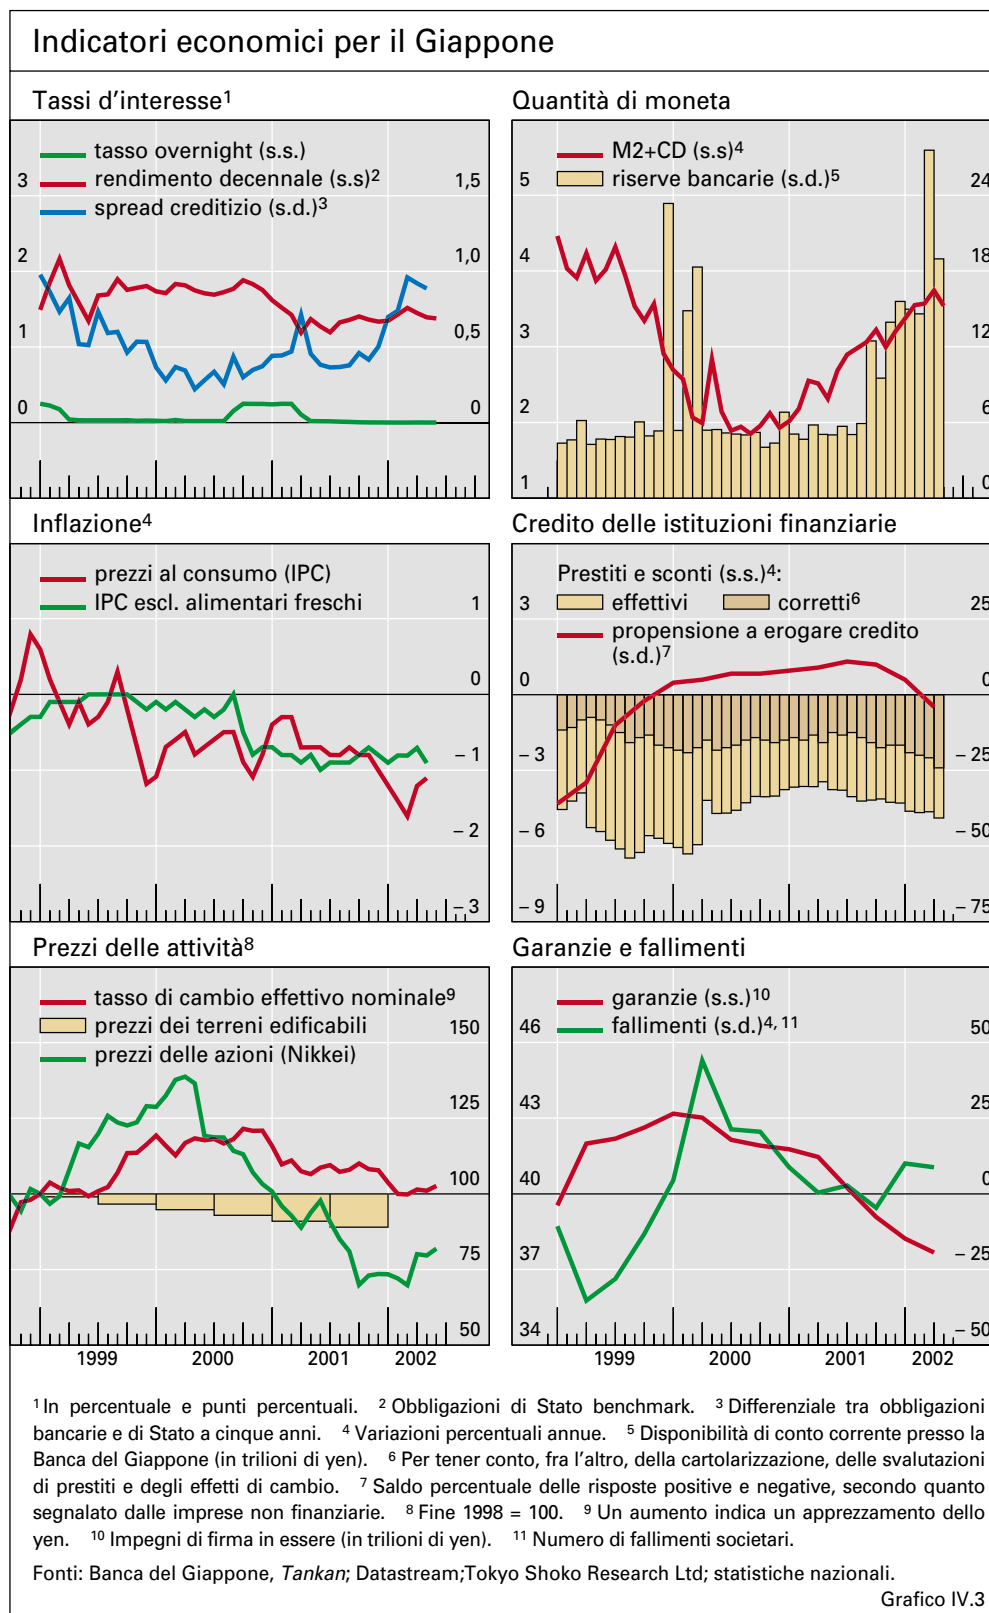 Indicatori economici per il Giappone
Tassi d'interesse¹
tasso overnight (s.s.)
rendimento decennale (s.s)²
spread creditizio (s.d.)³
3
2
1
0
1,5
1,0
0,5
0
Quantità di moneta
M2+CD (s.s)⁴
riserve bancarie (s.d.)⁵
5
4
3
2
1
24
18
12
6
0
Inflazione⁴
prezzi al consumo (IPC)
IPC escl. alimentari freschi
1
0
– 1
– 2
– 3
Credito delle istituzioni finanziarie
Prestiti e sconti (s.s.)⁴:
effettivi
corretti⁶
propensione a erogare credito
(s.d.)⁷
3
0
– 3
– 6
– 9
25
0
– 25
– 50
– 75
Prezzi delle attività⁸
tasso di cambio effettivo nominale⁹
prezzi dei terreni edificabili
prezzi delle azioni (Nikkei)
150
125
100
75
50
1999 2000 2001 2002
Garanzie e fallimenti
garanzie (s.s.)¹⁰
fallimenti (s.d.)⁴˒ ¹¹
46
43
40
37
34
50
25
0
– 25
– 50
1999 2000 2001 2002
¹ In percentuale e punti percentuali. ² Obbligazioni di Stato benchmark. ³ Differenziale tra obbligazioni
bancarie e di Stato a cinque anni. ⁴ Variazioni percentuali annue. ⁵ Disponibilità di conto corrente presso la
Banca del Giappone (in trilioni di yen). ⁶ Per tener conto, fra l'altro, della cartolarizzazione, delle svalutazioni
di prestiti e degli effetti di cambio. ⁷ Saldo percentuale delle risposte positive e negative, secondo quanto
segnalato dalle imprese non finanziarie. ⁸ Fine 1998 = 100. ⁹ Un aumento indica un apprezzamento dello
yen. ¹⁰ Impegni di firma in essere (in trilioni di yen). ¹¹ Numero di fallimenti societari.
Fonti: Banca del Giappone, Tankan; Datastream;Tokyo Shoko Research Ltd; statistiche nazionali.
Grafico IV.3